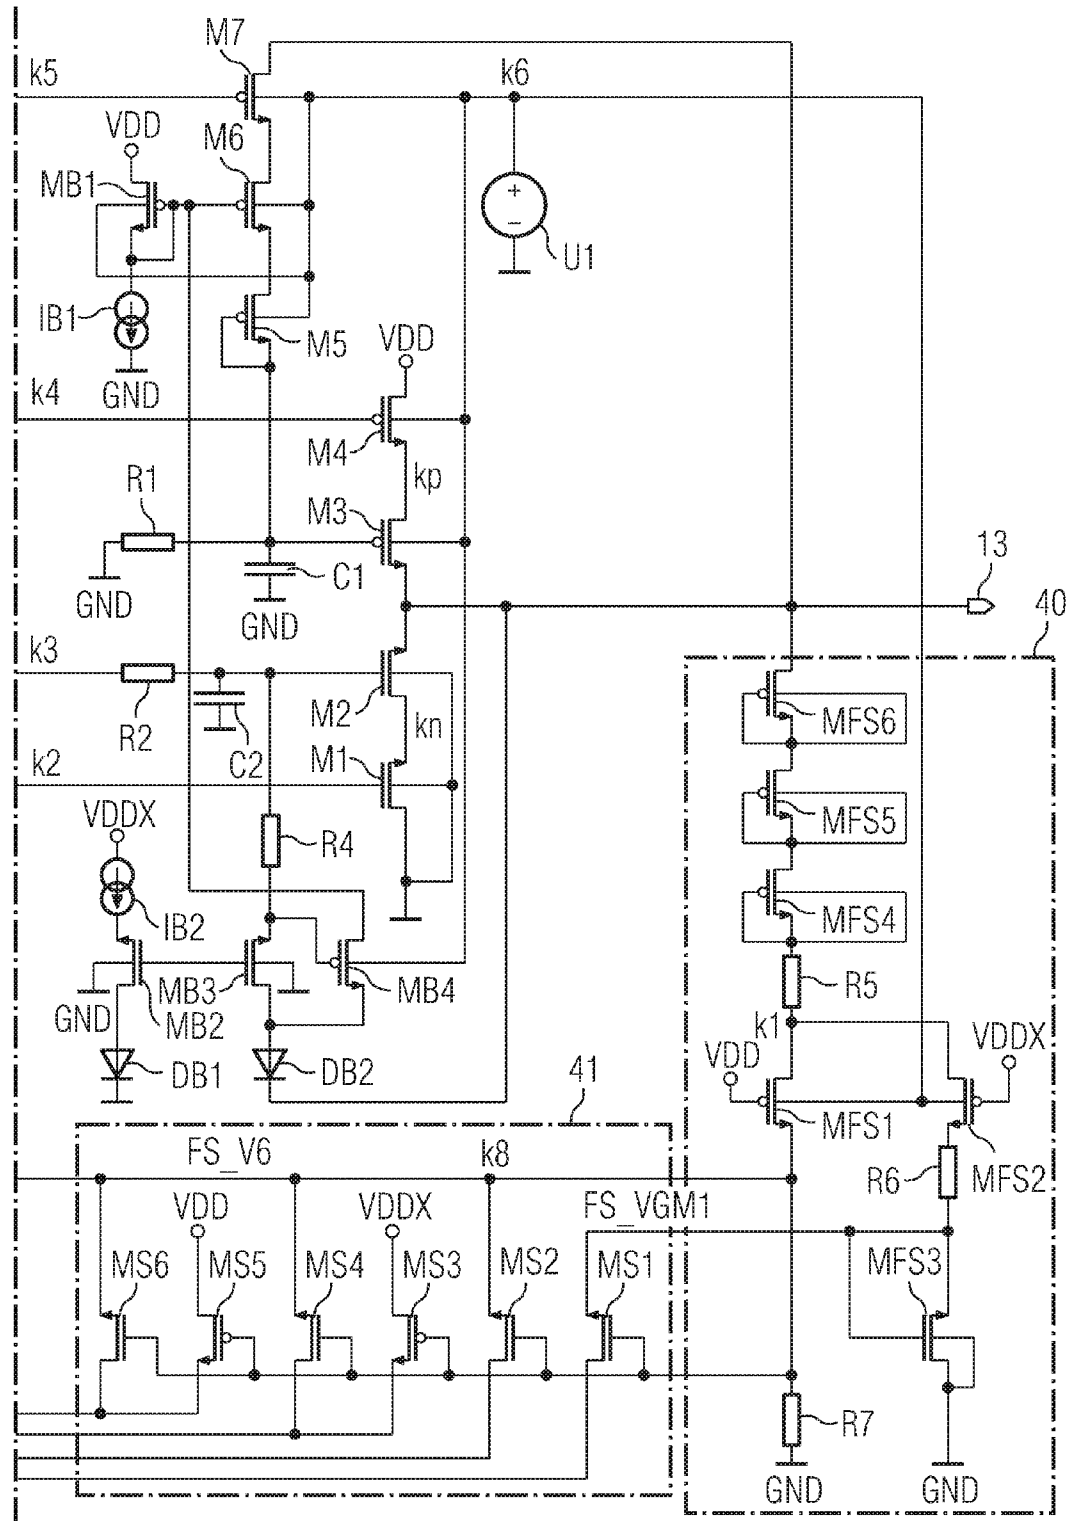 M7
k5
k6
VDD
M6
MB1
U1
IB1
M5
VDD
GND
k4
M4
kp
R1
M3
13
C1
GND
GND
40
k3
M2
kn
MFS6
R2
C2
M1
k2
VDDX
MFS5
R4
IB2
MFS4
MB3
MB4
R5
GND
MB2
k1
VDD
VDDX
DB1
DB2
41
MFS1
FS_V6
k8
R6
MFS2
VDD
VDDX
FS_VGM1
MS6
MS5
MS4
MS3
MS2
MS1
MFS3
R7
GND
GND